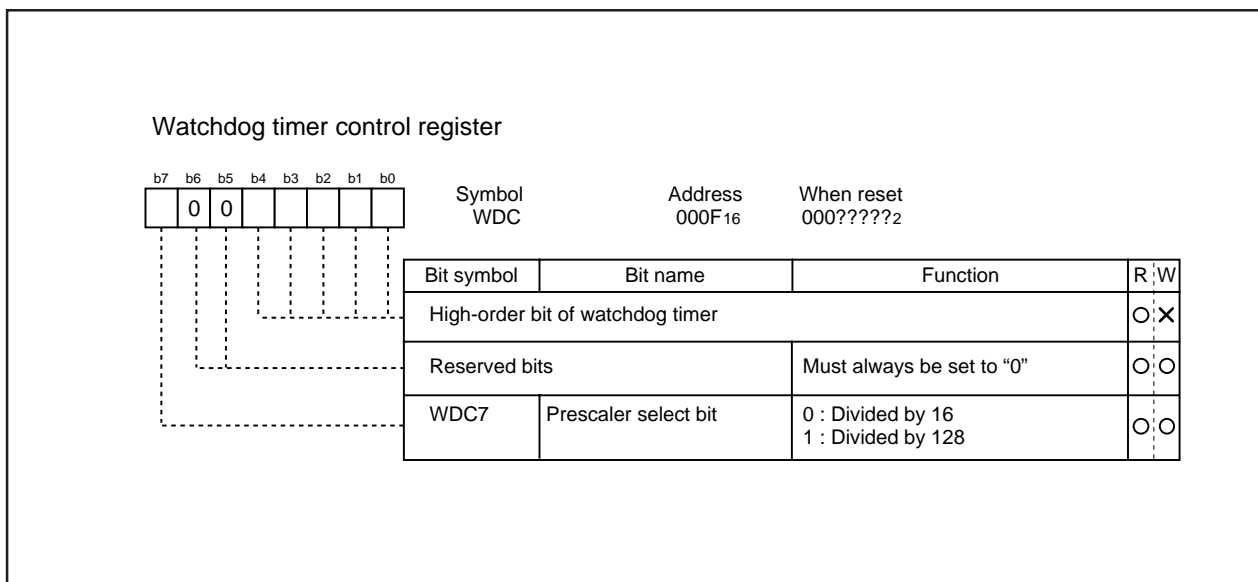 Watchdog timer control register
b7 b6 b5 b4 b3 b2 b1 b0
0 0
Symbol Address When reset
WDC 000F16 000?????2
Bit symbol Bit name Function R W
High-order bit of watchdog timer O X
Reserved bits Must always be set to “0” O O
WDC7 Prescaler select bit 0 : Divided by 16
1 : Divided by 128 O O